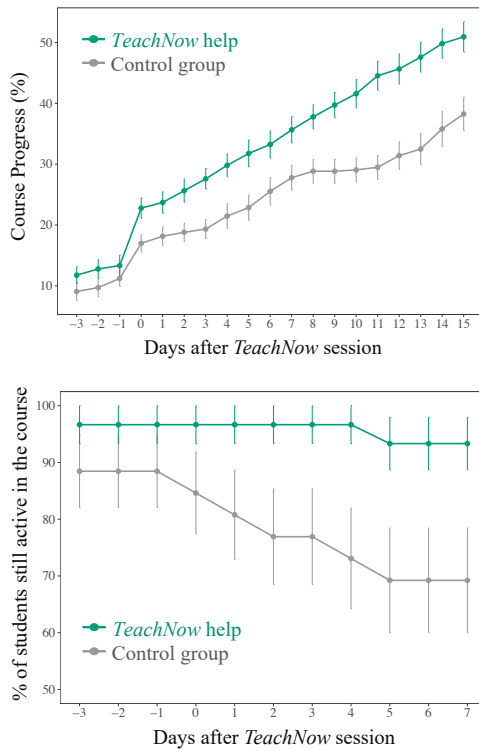 TeachNow help
Control group
Course Progress (%)
50
40
30
20
10
−3 −2 −1 0 1 2 3 4 5 6 7 8 9 10 11 12 13 14 15
Days after TeachNow session
% of students still active in the course
100
90
80
70
60
50
TeachNow help
Control group
−3 −2 −1 0 1 2 3 4 5 6 7
Days after TeachNow session